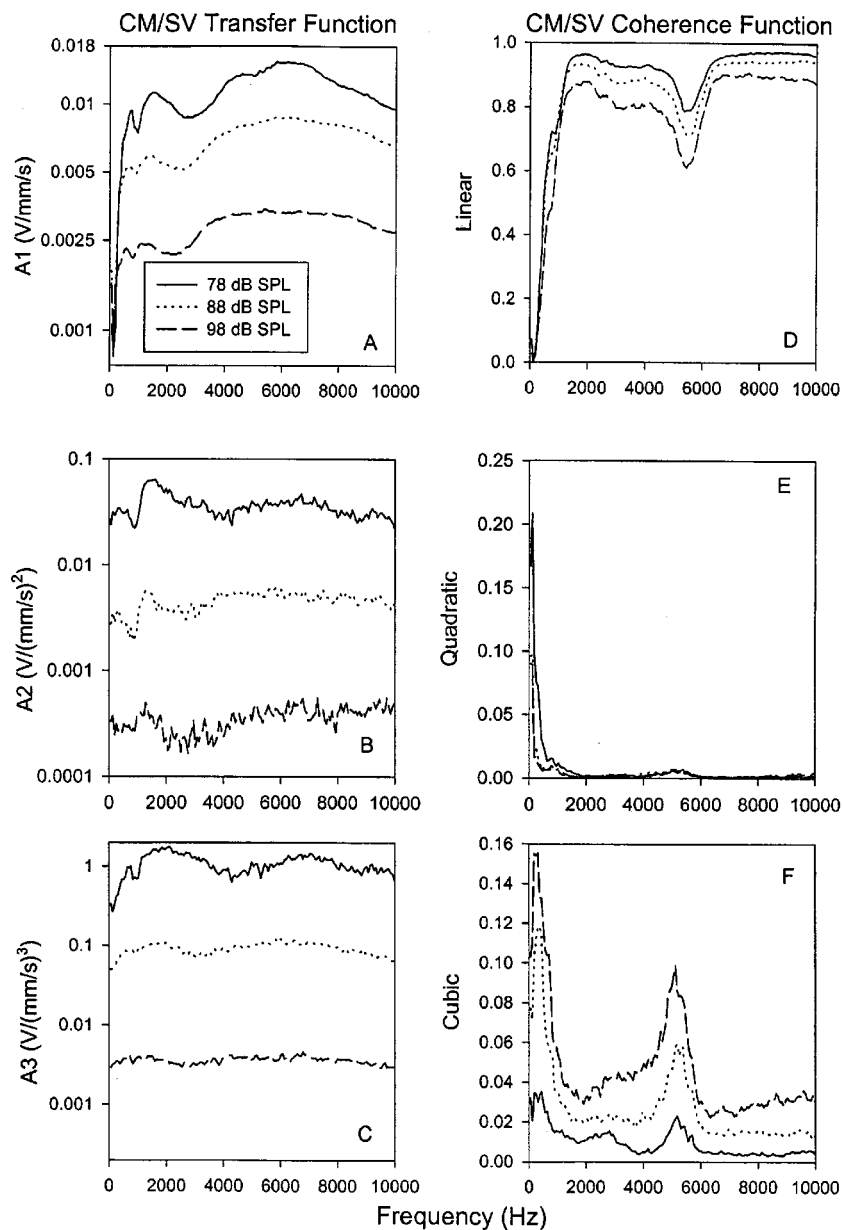 CM/SV Transfer Function
CM/SV Coherence Function
0.018
0.01
0.005
0.0025
0.001
A1 (V/mm/s)
78 dB SPL
88 dB SPL
98 dB SPL
A
0 2000 4000 6000 8000 10000
1.0
0.8
0.6
0.4
0.2
0.0
Linear
D
0 2000 4000 6000 8000 10000
0.1
0.01
0.001
0.0001
A2 (V/(mm/s)^2)
B
0 2000 4000 6000 8000 10000
0.25
0.20
0.15
0.10
0.05
0.00
Quadratic
E
0 2000 4000 6000 8000 10000
1
0.1
0.01
0.001
A3 (V/(mm/s)^3)
C
0 2000 4000 6000 8000 10000
0.16
0.14
0.12
0.10
0.08
0.06
0.04
0.02
0.00
Cubic
F
0 2000 4000 6000 8000 10000
Frequency (Hz)